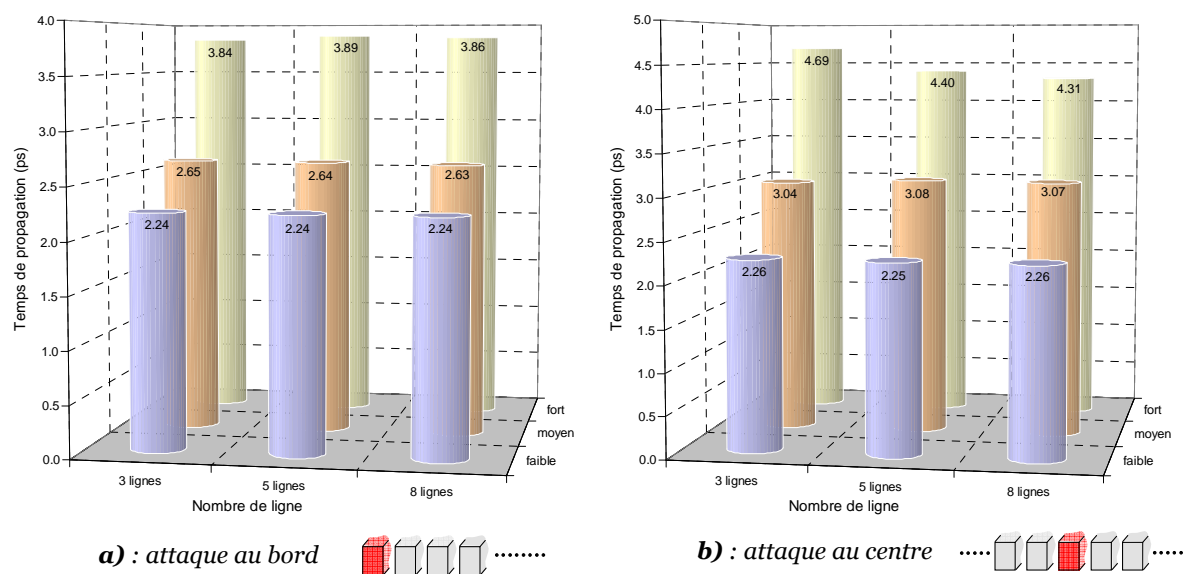 4.0
3.5
3.0
2.5
2.0
1.5
1.0
0.5
0.0
Temps de propagation (ps)
3.84
3.89
3.86
2.65
2.64
2.63
2.24
2.24
2.24
fort
moyen
faible
3 lignes
5 lignes
8 lignes
Nombre de ligne
a) : attaque au bord
5.0
4.5
4.0
3.5
3.0
2.5
2.0
1.5
1.0
0.5
0.0
Temps de propagation (ps)
4.69
4.40
4.31
3.04
3.08
3.07
2.26
2.25
2.26
fort
moyen
faible
3 lignes
5 lignes
8 lignes
Nombre de ligne
b) : attaque au centre